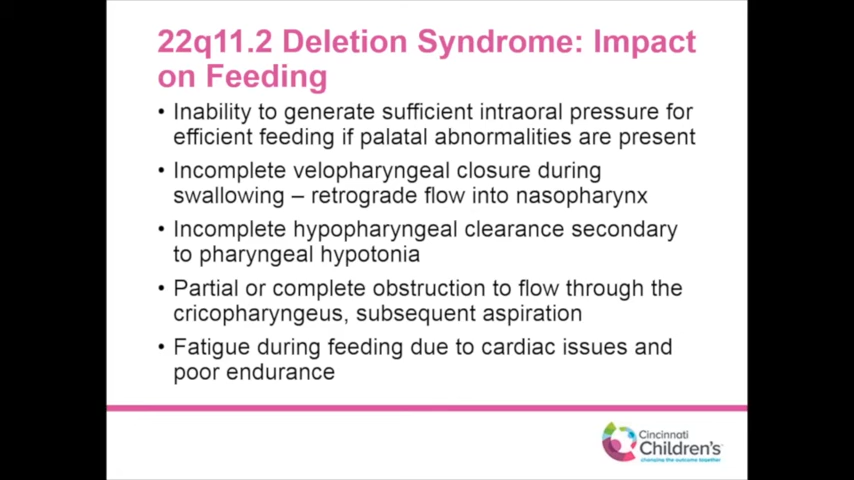 22q11.2 Deletion Syndrome: Impact
on Feeding
• Inability to generate sufficient intraoral pressure for
efficient feeding if palatal abnormalities are present
• Incomplete velopharyngeal closure during
swallowing – retrograde flow into nasopharynx
• Incomplete hypopharyngeal clearance secondary
to pharyngeal hypotonia
• Partial or complete obstruction to flow through the
cricopharyngeus, subsequent aspiration
• Fatigue during feeding due to cardiac issues and
poor endurance
Cincinnati
Children's
changing the outcome together